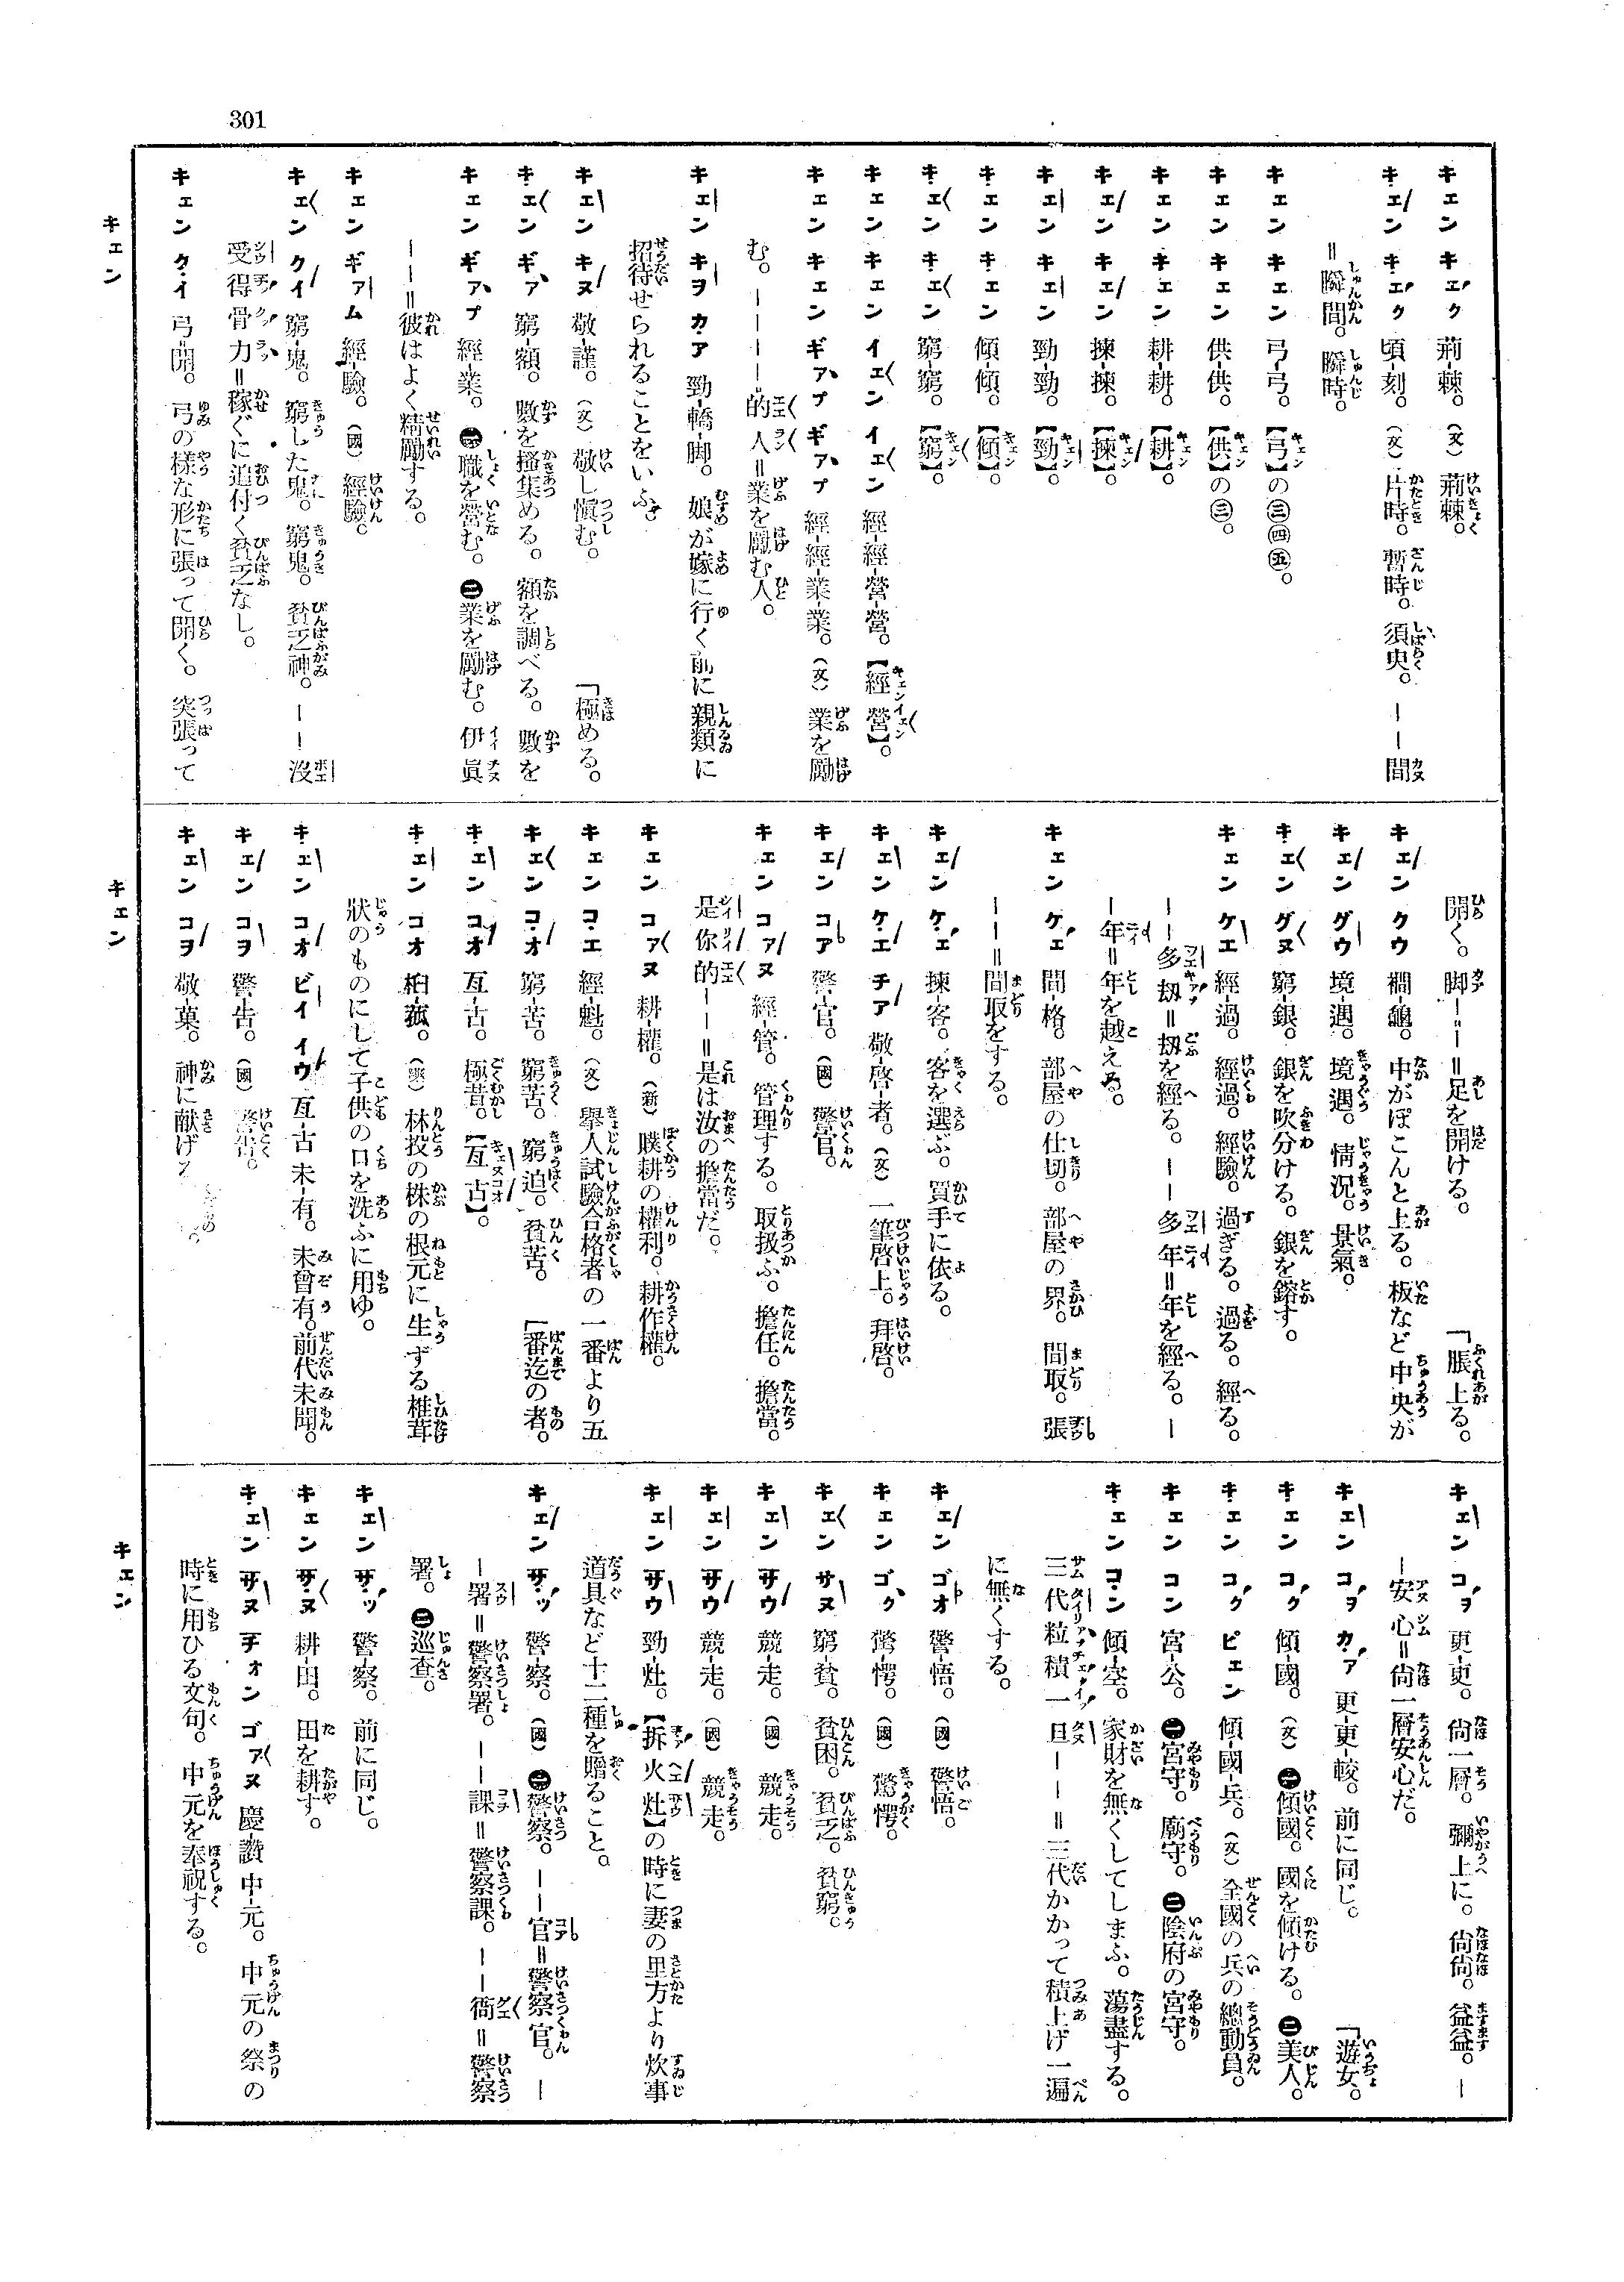 301
キェン キェク 荊-棘。（文）荊棘。
キェン キェク 頃-刻。（文）片時。暫時。須臾。——間
＝瞬間。瞬時。
キェン キェン 弓-弓。【弓】の㊂㊃㊄。
キェン キェン 供-供。【供】の㊂。
キェン キェン 耕-耕。【耕】。
キェン キェン 揀-揀。【揀】。
キェン キェン 勁-勁。【勁】。
キェン キェン 傾-傾。【傾】。
キェン キェン 窮-窮。【窮】。
キェン キェン イェン イェン 經-經-營-營。【經營】。
キェン キェン ギァプ ギァプ 經-經-業-業。（文）業を勵
む。————的人＝業を勵む人。
キェン キヲ カ ア 勁-轎-脚。娘が嫁に行く前に親類に
招待せられることをいふ。
キェン キヌ 敬-謹。（文）敬し愼む。
キェン ギァ 窮-額。數を搔集める。額を調べる。數を
「極める。
キェン ギァプ 經-業。㊀職を營む。㊁業を勵む。伊眞
——＝彼はよく精勵する。
キェン ギァム 經-驗。（國）經驗。
キェン クイ 窮-鬼。窮した鬼。窮鬼。貧乏神。——沒
受得骨力＝稼ぐに追付く貧乏なし。
キェン ク イ 弓-開。弓の樣な形に張って開く。突張って
キェン
開く。脚——＝足を開ける。
キェン クウ 欄-龜。中がぽこんと上る。板など中央が
「脹上る。
キェン グウ 境-遇。境遇。情況。景氣。
キェン グヌ 窮-銀。銀を吹分ける。銀を鎔す。
キェン ケェ 經-過。經過。經驗。過ぎる。過る。經る。
——多劫＝劫を經る。——多年＝年を經る。—
—年＝年を越える。
キェン ケェ 間-格。部屋の仕切。部屋の界。間取。張
——＝間取をする。
キェン ケェ 揀-客。客を選ぶ。買手に依る。
キェン ケ エ チア 敬-啓-者。（文）一筆啓上。拜啓。
キェン コア 警-官。（國）警官。
キェン コァヌ 經-管。管理する。取扱ふ。擔任。擔當。
是你的——＝是は汝の擔當だ。
キェン コァヌ 耕-權。（新）贌耕の權利。耕作權。
キェン コ エ 經-魁。（文）擧人試驗合格者の一番より五
「番迄の者。
キェン コ オ 窮-苦。窮苦。窮迫。貧苦。
キェン コオ 亙-古。極昔。【亙古】。
キェン コ オ 林投の株の根元に生ずる椎茸
狀のものにして子供の口を洗ふに用ゆ。
キェン コオ ビイ イウ 亙-古-未-有。未曾有。前代未聞。
キェン コヲ 警-告。（國）警告。
キェン コヲ 敬-菓。神に献げ
キェン
キェン コヲ 更-更。尙一層。彌上に。尙尙。益益。—
—安心＝尙一層安心だ。
キェン コヲ カァ 更-更-較。前に同じ。
キェン コク 傾-國。（文）㊀傾國。國を傾ける。㊁美人。
「遊女。
キェン コク ピェン 傾-國-兵。（文）全國の兵の總動員。
キェン コン 宮-公。㊀宮守。廟守。㊁陰府の宮守。
キェン コ ン 傾-空。家財を無くしてしまふ。蕩盡する。
三代粒積一旦——＝三代かかって積上げ一遍
に無くする。
キェン ゴオ 警-悟。（國）警悟。
キェン ゴク 驚-愕。（國）驚愕。
キェン サヌ 窮-貧。貧困。貧乏。貧窮。
キェン サウ 競-走。（國）競走。
キェン サウ 競-走。（國）競走。
キェン サウ 勁-灶。【拆火灶】の時に妻の里方より炊事
道具など十二種を贈ること。
キェン サッ 警-察。（國）㊀警察。——官＝警察官。—
—署＝警察署。——課＝警察課。——衙＝警察
署。㊁巡査。
キェン サッ 警-察。前に同じ。
キェン サヌ 耕-田。田を耕す。
キェン サヌ チォン ゴァヌ 慶-讚-中-元。中元の祭の
時に用ひる文句。中元を奉祝する。
キェン